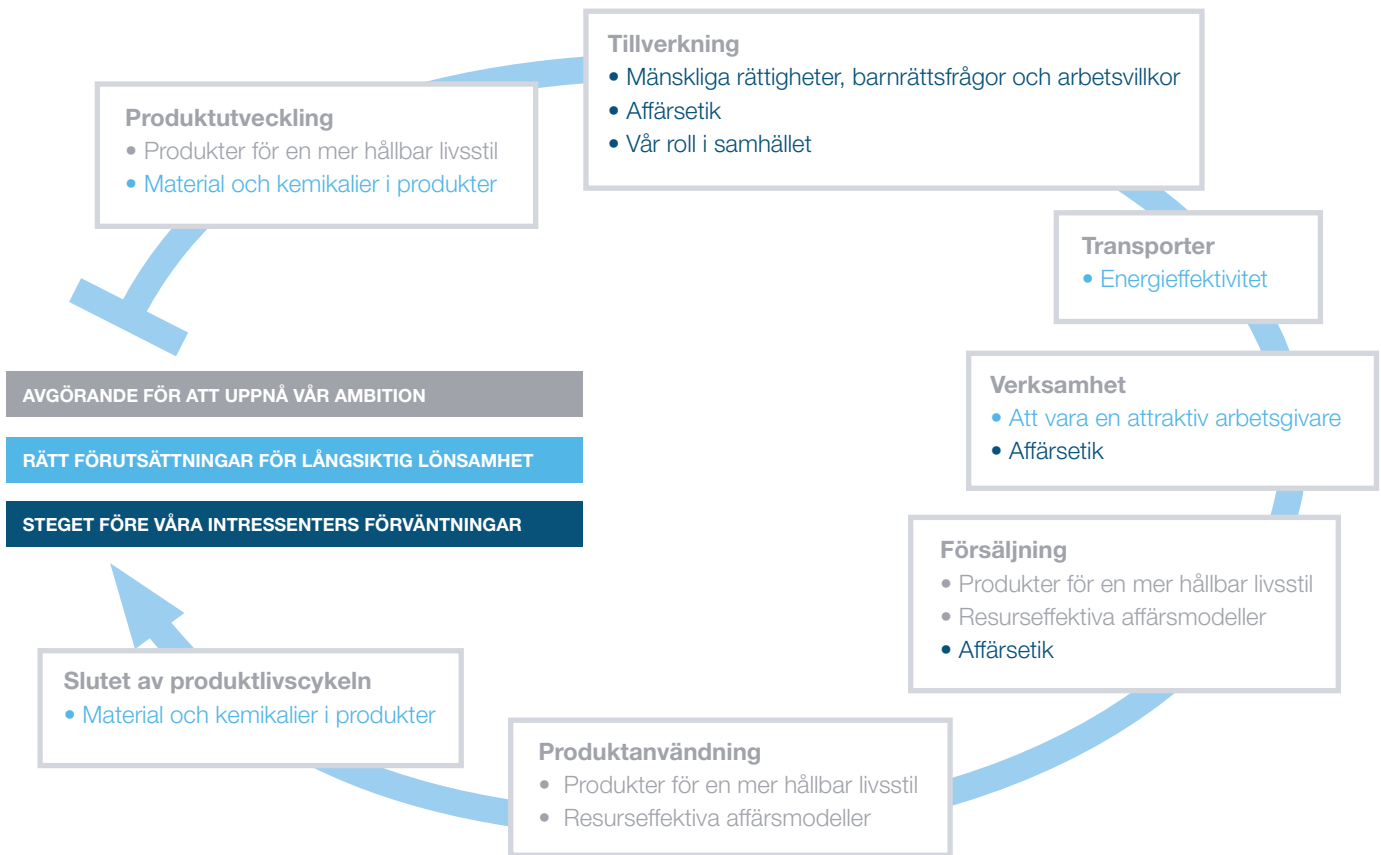 Produktutveckling
• Produkter för en mer hållbar livsstil
• Material och kemikalier i produkter
Tillverkning
• Mänskliga rättigheter, barnrättsfrågor och arbetsvillkor
• Affärsetik
• Vår roll i samhället
Transporter
• Energieffektivitet
Verksamhet
• Att vara en attraktiv arbetsgivare
• Affärsetik
Försäljning
• Produkter för en mer hållbar livsstil
• Resurseffektiva affärsmodeller
• Affärsetik
Produktanvändning
• Produkter för en mer hållbar livsstil
• Resurseffektiva affärsmodeller
Slutet av produktlivscykeln
• Material och kemikalier i produkter
AVGÖRANDE FÖR ATT UPPNÅ VÅR AMBITION
RÄTT FÖRUTSÄTTNINGAR FÖR LÅNGSIKTIG LÖNSAMHET
STEGET FÖRE VÅRA INTRESSENTERS FÖRVÄNTNINGAR